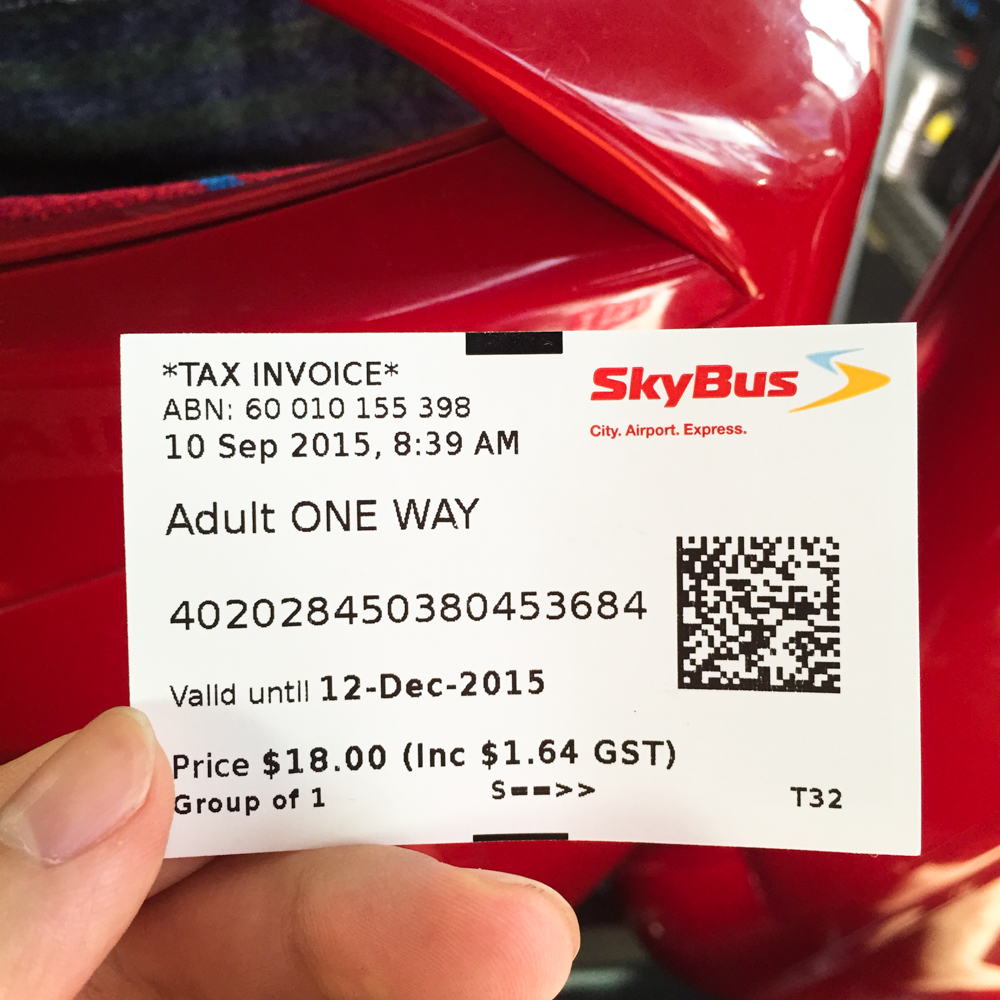 *TAX INVOICE*
ABN: 60 010 155 398
10 Sep 2015, 8:39 AM
SkyBus
City. Airport. Express.
Adult ONE WAY
4020284503804536​84
Valid until 12-Dec-2015
Price $18.00 (Inc $1.64 GST)
Group of 1
S==>>
T32